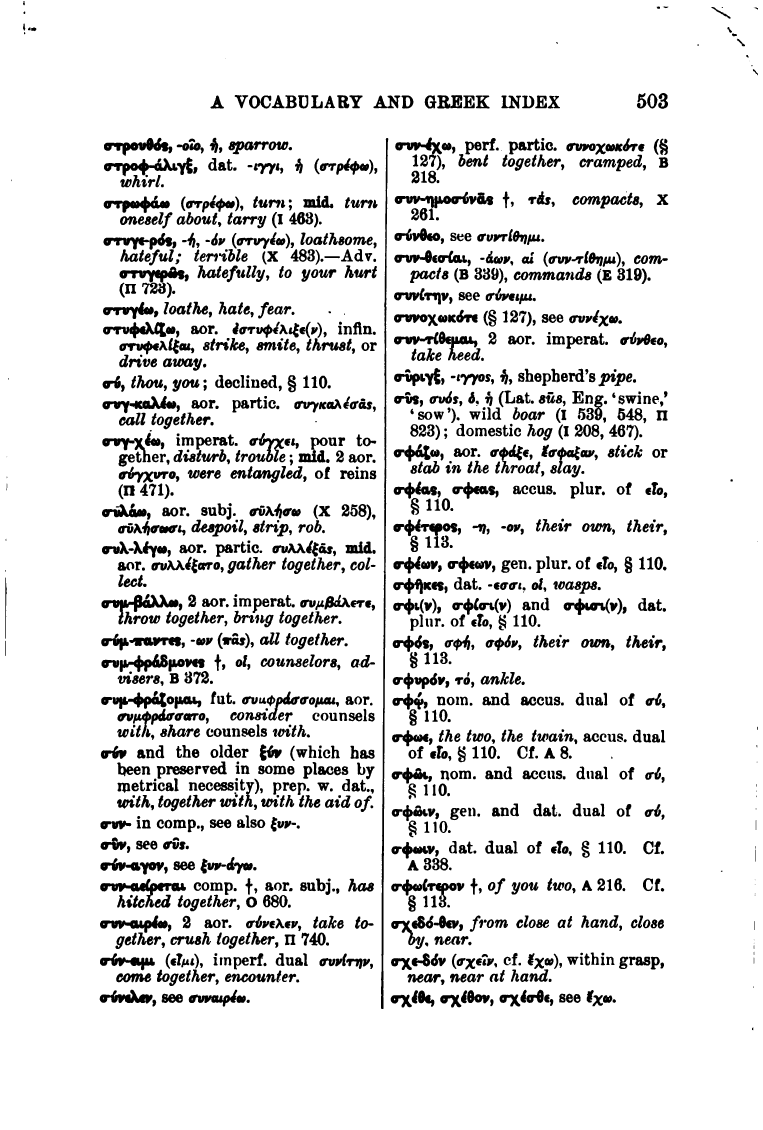 A VOCABULARY AND GREEK INDEX 503
στρουθός, -οῖο, ἡ, sparrow.
στροφ-άλιγξ, dat. -ιγγι, ἡ (στρέφω),
whirl.
στρωφάω (στρέφω), turn; mid. turn
oneself about, tarry (Ι 463).
στυγε-ρός, -ή, -όν (στυγέω), loathsome,
hateful; terrible (Χ 483).—Adv.
στυγερῶς, hatefully, to your hurt
(Π 723).
στυγέω, loathe, hate, fear.
στυφελίζω, aor. ἐστυφέλιξε(ν), infin.
στυφελίξαι, strike, smite, thrust, or
drive away.
σύ, thou, you; declined, § 110.
συγ-καλέω, aor. partic. συγκαλέσᾱς,
call together.
συγ-χέω, imperat. σύγχει, pour to-
gether, disturb, trouble; mid. 2 aor.
σύγχυτο, were entangled, of reins
(Π 471).
σῡλάω, aor. subj. σῡλήσω (Χ 258),
σῡλήσωσι, despoil, strip, rob.
συλ-λέγω, aor. partic. συλλέξᾱς, mid.
aor. συλλέξατο, gather together, col-
lect.
συμ-βάλλω, 2 aor. imperat. συμβάλετε,
throw together, bring together.
σύμ-παντες, -ων (πᾶς), all together.
συμ-φράδμονες †, οἱ, counselors, ad-
visers, Β 372.
συμ-φράζομαι, fut. συμφράσσομαι, aor.
συμφράσσατο, consider counsels
with, share counsels with.
σύν and the older ξύν (which has
been preserved in some places by
metrical necessity), prep. w. dat.,
with, together with, with the aid of.
συν- in comp., see also ξυν-.
σῦν, see σῦς.
σύν-αγον, see ξυν-άγω.
συν-αείρεται comp. †, aor. subj., has
hitched together, Ο 680.
συν-αιρέω, 2 aor. σύνελεν, take to-
gether, crush together, Π 740.
σύν-ειμι (εἶμι), imperf. dual συνίτην,
come together, encounter.
σύνελεν, see συναιρέω.
συν-έχω, perf. partic. συνοχωκότε (§
127), bent together, cramped, Β
218.
συν-ημοσύνᾱς †, τάς, compacts, Χ
261.
σύνθεο, see συντίθημι.
συν-θεσίαι, -άων, αἱ (συν-τίθημι), com-
pacts (Β 339), commands (Ε 319).
συνίτην, see σύνειμι.
συνοχωκότε (§ 127), see συνέχω.
συν-τίθεμαι, 2 aor. imperat. σύνθεο,
take heed.
σῦριγξ, -ιγγος, ἡ, shepherd's pipe.
σῦς, συός, ὁ, ἡ (Lat. sūs, Eng. 'swine,'
'sow'). wild boar (Ι 539, 548, Π
823); domestic hog (Ι 208, 467).
σφάζω, aor. σφάξε, ἔσφαξαν, stick or
stab in the throat, slay.
σφέας, σφεας, accus. plur. of εἷο,
§ 110.
σφέτερος, -η, -ον, their own, their,
§ 113.
σφέων, σφεων, gen. plur. of εἷο, § 110.
σφῆκες, dat. -εσσι, οἱ, wasps.
σφι(ν), σφίσι(ν) and σφισι(ν), dat.
plur. of εἷο, § 110.
σφός, σφή, σφόν, their own, their,
§ 113.
σφυρόν, τό, ankle.
σφώ, nom. and accus. dual of σύ,
§ 110.
σφωε, the two, the twain, accus. dual
of εἷο, § 110. Cf. Α 8.
σφῶι, nom. and accus. dual of σύ,
§ 110.
σφῶιν, gen. and dat. dual of σύ,
§ 110.
σφωιν, dat. dual of εἷο, § 110. Cf.
Α 338.
σφωίτερον †, of you two, Α 216. Cf.
§ 113.
σχεδό-θεν, from close at hand, close
by, near.
σχε-δόν (σχεῖν, cf. ἔχω), within grasp,
near, near at hand.
σχέθε, σχέθον, σχέσθε, see ἔχω.